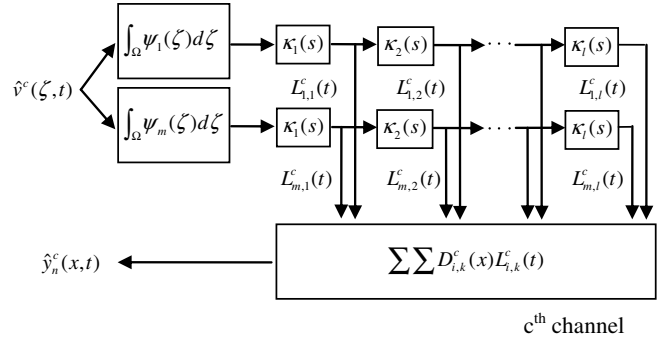 ∫_Ω ψ_1(ζ)dζ κ_1(s) κ_2(s) ··· κ_l(s)
v̂^c(ζ,t) L^c_{1,1}(t) L^c_{1,2}(t) L^c_{1,l}(t)
∫_Ω ψ_m(ζ)dζ κ_1(s) κ_2(s) ··· κ_l(s)
L^c_{m,1}(t) L^c_{m,2}(t) L^c_{m,l}(t)
ŷ^c_n(x,t) ∑∑ D^c_{i,k}(x)L^c_{i,k}(t)
c^th channel